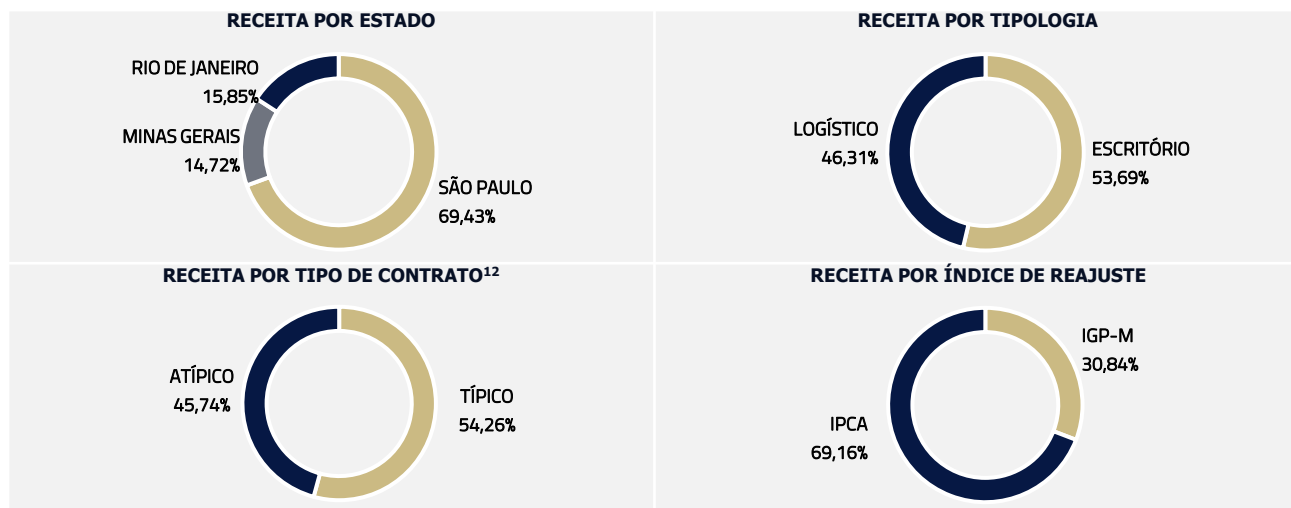 RECEITA POR ESTADO
RIO DE JANEIRO
15,85%
MINAS GERAIS
14,72%
SÃO PAULO
69,43%
RECEITA POR TIPOLOGIA
LOGÍSTICO
46,31%
ESCRITÓRIO
53,69%
RECEITA POR TIPO DE CONTRATO¹²
ATÍPICO
45,74%
TÍPICO
54,26%
RECEITA POR ÍNDICE DE REAJUSTE
IGP-M
30,84%
IPCA
69,16%